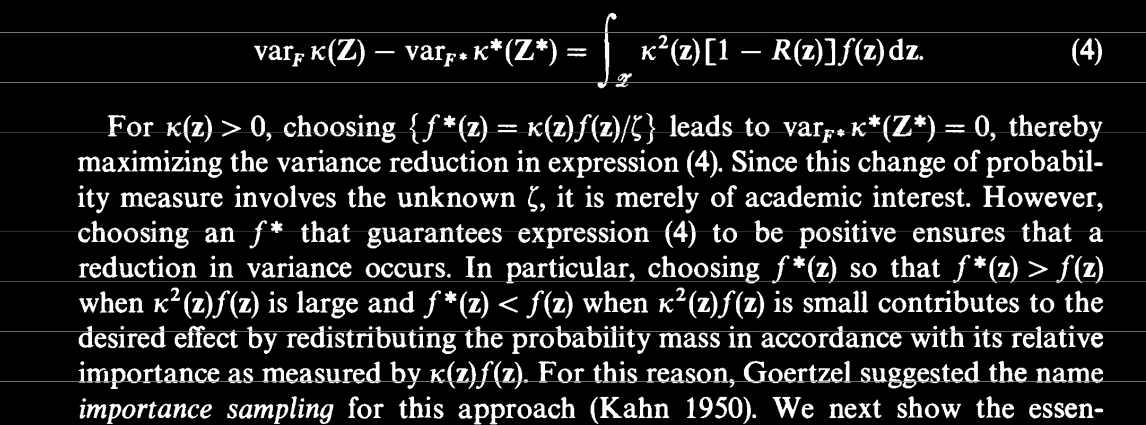 var_F κ(Z) − var_F* κ*(Z*) = ∫_𝒵 κ²(z)[1 − R(z)]f(z) dz. (4)
For κ(z) > 0, choosing {f*(z) = κ(z)f(z)/ζ} leads to var_F* κ*(Z*) = 0, thereby
maximizing the variance reduction in expression (4). Since this change of probabil-
ity measure involves the unknown ζ, it is merely of academic interest. However,
choosing an f* that guarantees expression (4) to be positive ensures that a
reduction in variance occurs. In particular, choosing f*(z) so that f*(z) > f(z)
when κ²(z)f(z) is large and f*(z) < f(z) when κ²(z)f(z) is small contributes to the
desired effect by redistributing the probability mass in accordance with its relative
importance as measured by κ(z)f(z). For this reason, Goertzel suggested the name
importance sampling for this approach (Kahn 1950). We next show the essen-